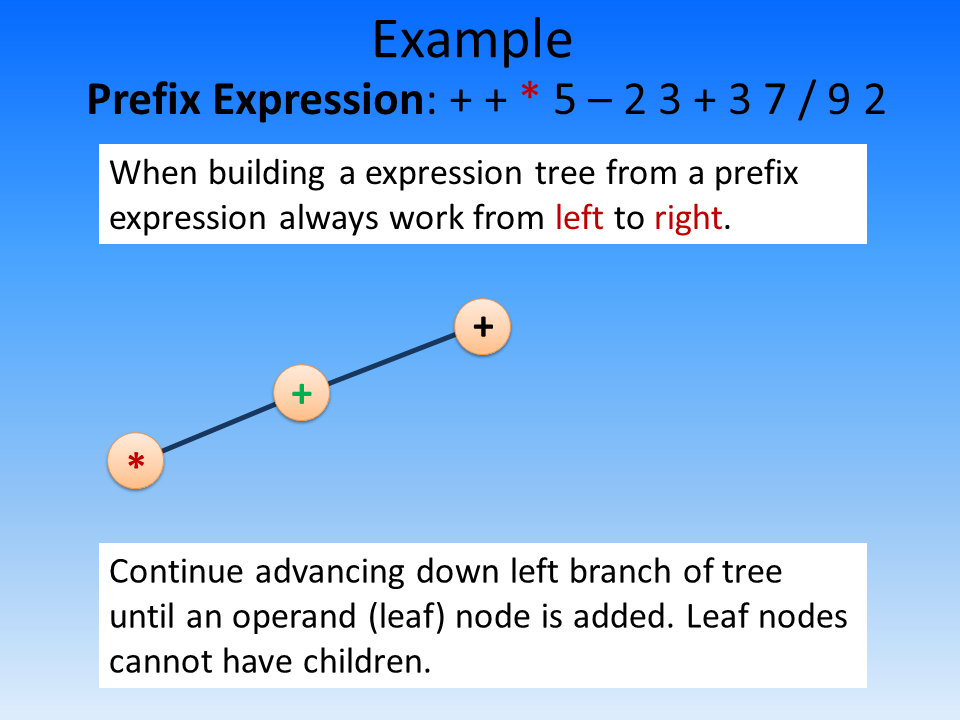 Example
Prefix Expression: + + * 5 – 2 3 + 3 7 / 9 2
When building a expression tree from a prefix
expression always work from left to right.
+
+
*
Continue advancing down left branch of tree
until an operand (leaf) node is added. Leaf nodes
cannot have children.